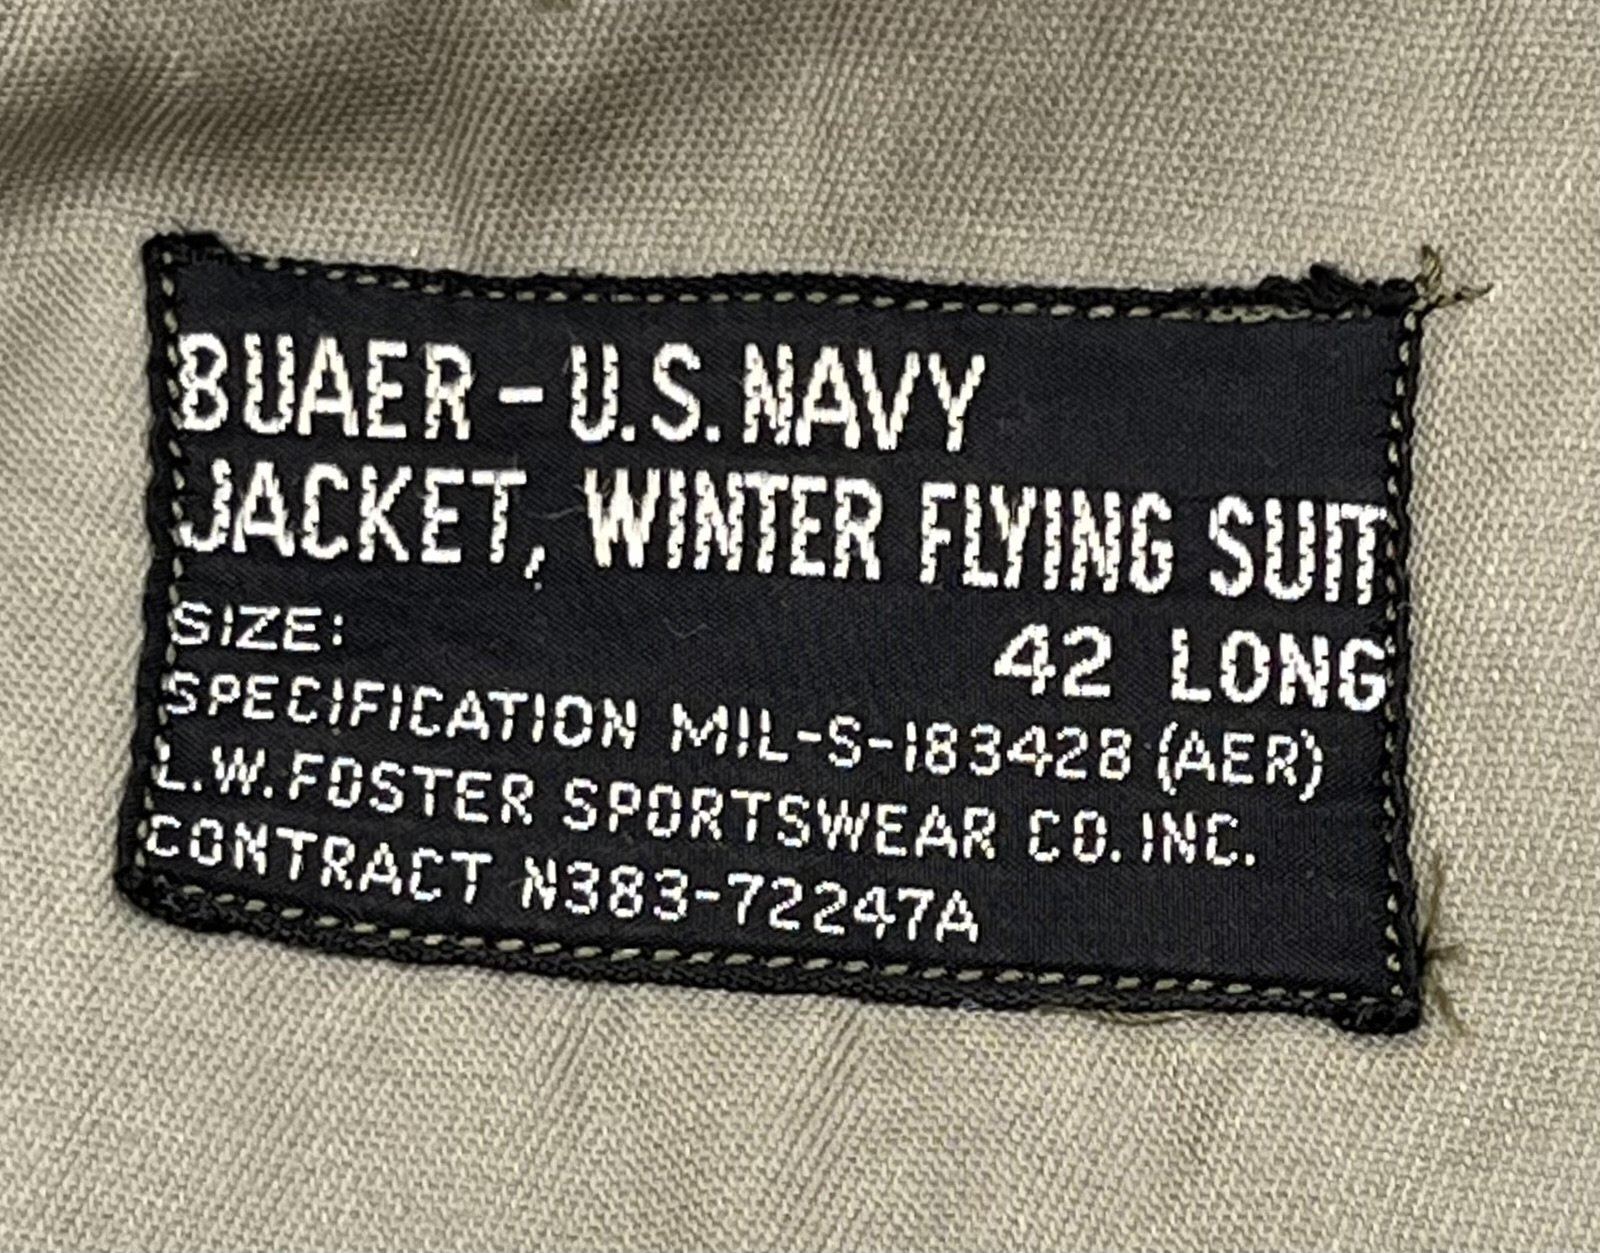 BUAER - U.S. NAVY
JACKET, WINTER FLYING SUIT
SIZE: 42 LONG
SPECIFICATION MIL-S-18342B (AER)
L.W. FOSTER SPORTSWEAR CO. INC.
CONTRACT N383-72247A